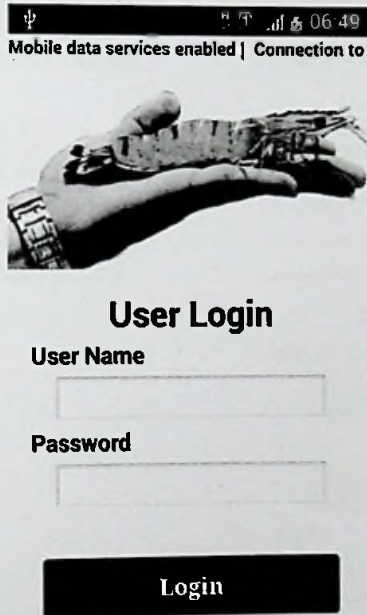 06:49
Mobile data services enabled | Connection to
User Login
User Name
Password
Login